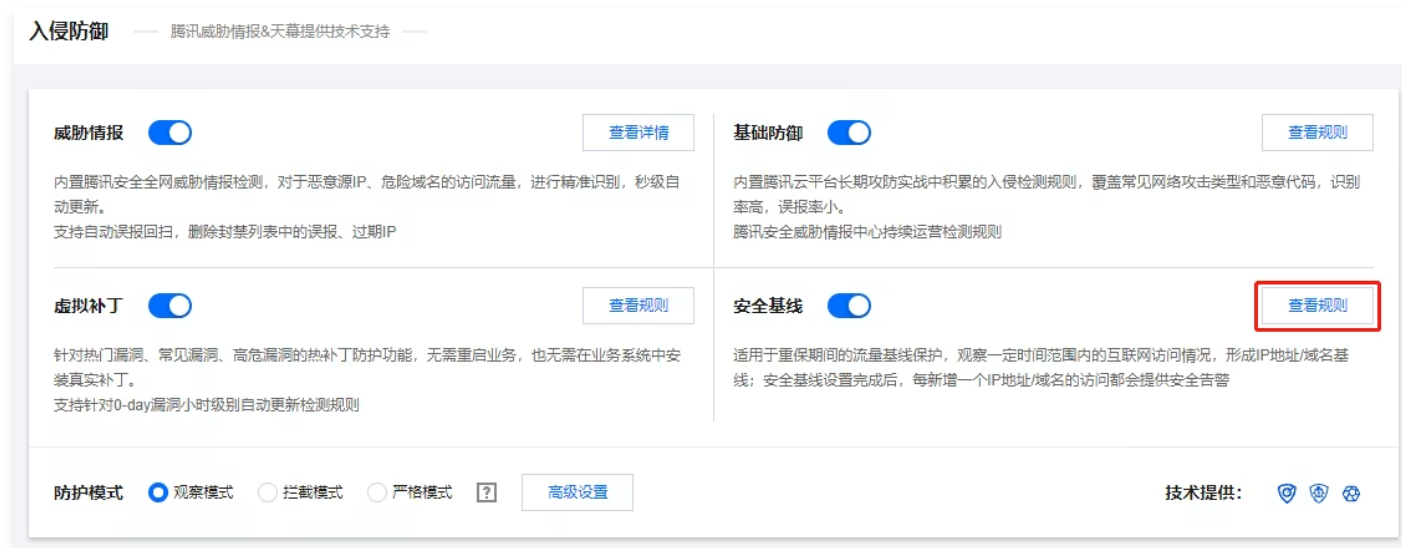 入侵防御 腾讯威胁情报&天幕提供技术支持
威胁情报 查看详情
内置腾讯安全全网威胁情报检测，对于恶意源IP、危险域名的访问流量，进行精准识别，秒级自
动更新。
支持自动误报回扫，删除封禁列表中的误报、过期IP
基础防御 查看规则
内置腾讯云平台长期攻防实战中积累的入侵检测规则，覆盖常见网络攻击类型和恶意代码，识别
率高，误报率小。
腾讯安全威胁情报中心持续运营检测规则
虚拟补丁 查看规则
针对热门漏洞、常见漏洞、高危漏洞的热补丁防护功能，无需重启业务，也无需在业务系统中安
装真实补丁。
支持针对0-day漏洞小时级别自动更新检测规则
安全基线 查看规则
适用于重保期间的流量基线保护，观察一定时间范围内的互联网访问情况，形成IP地址/域名基
线；安全基线设置完成后，每新增一个IP地址/域名的访问都会提供安全告警
防护模式 观察模式 拦截模式 严格模式 ? 高级设置 技术提供：